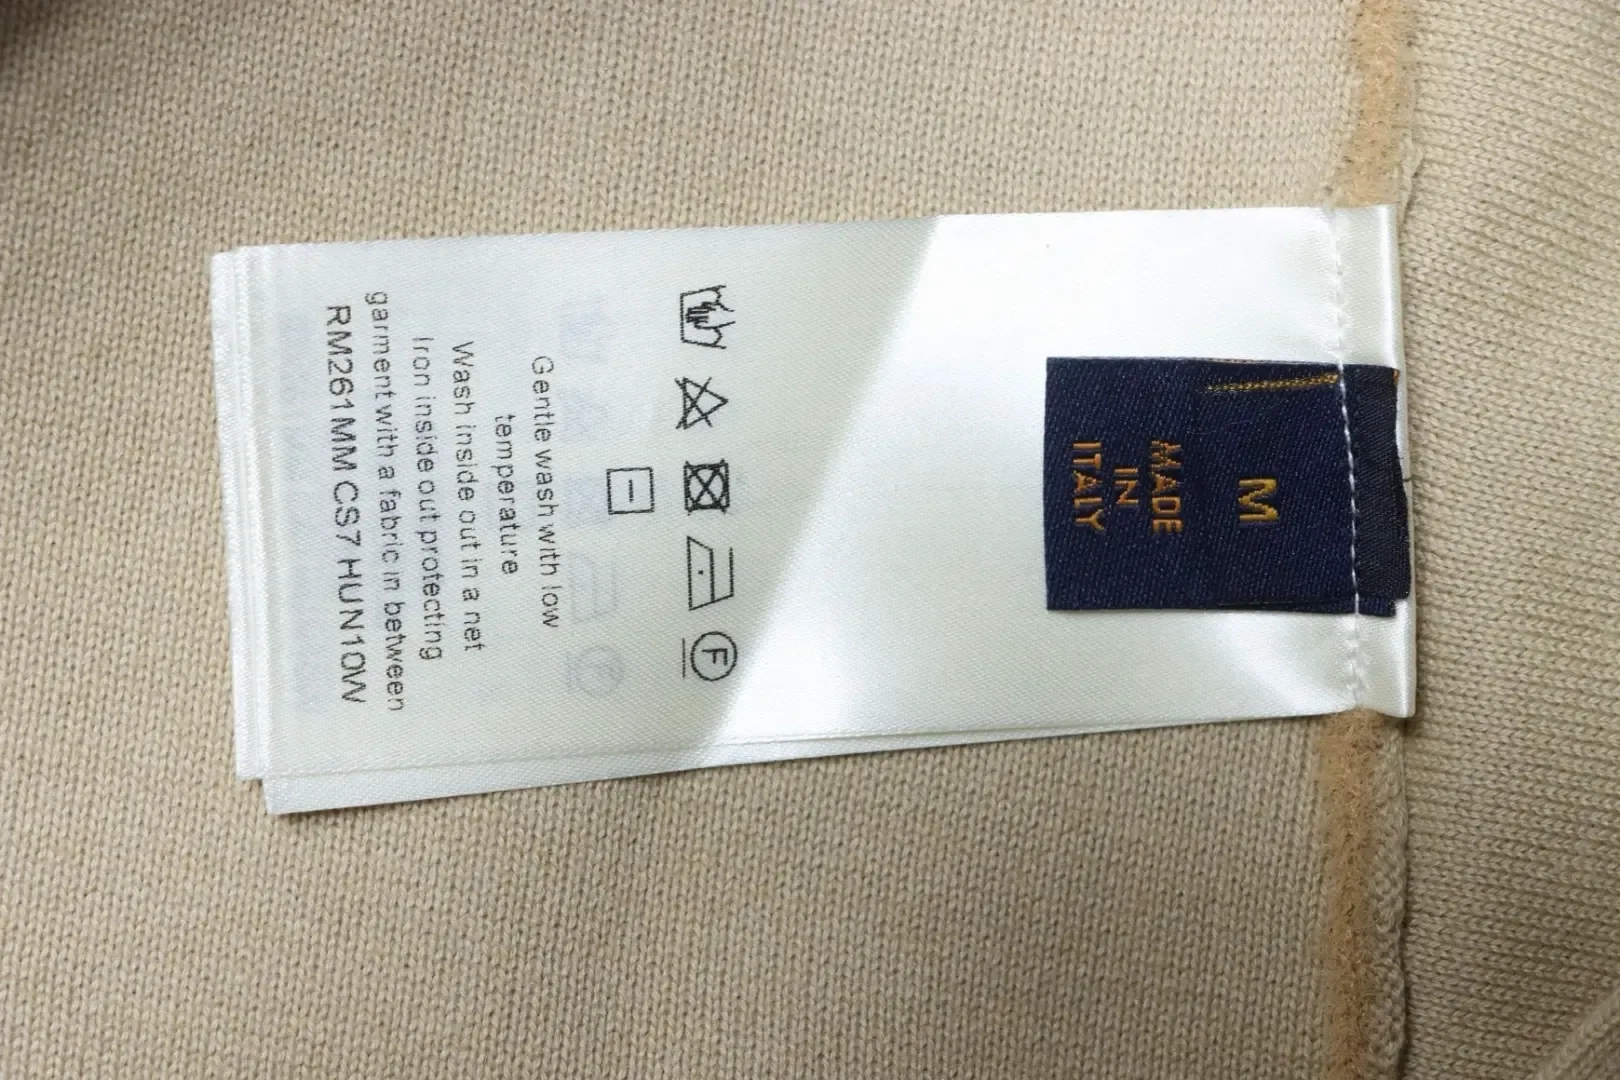 M
MADE
IN
ITALY
F
Gentle wash with low
temperature
Wash inside out in a net
Iron inside out protecting
garment with a fabric in between
RM261MM CS7 HUN10W